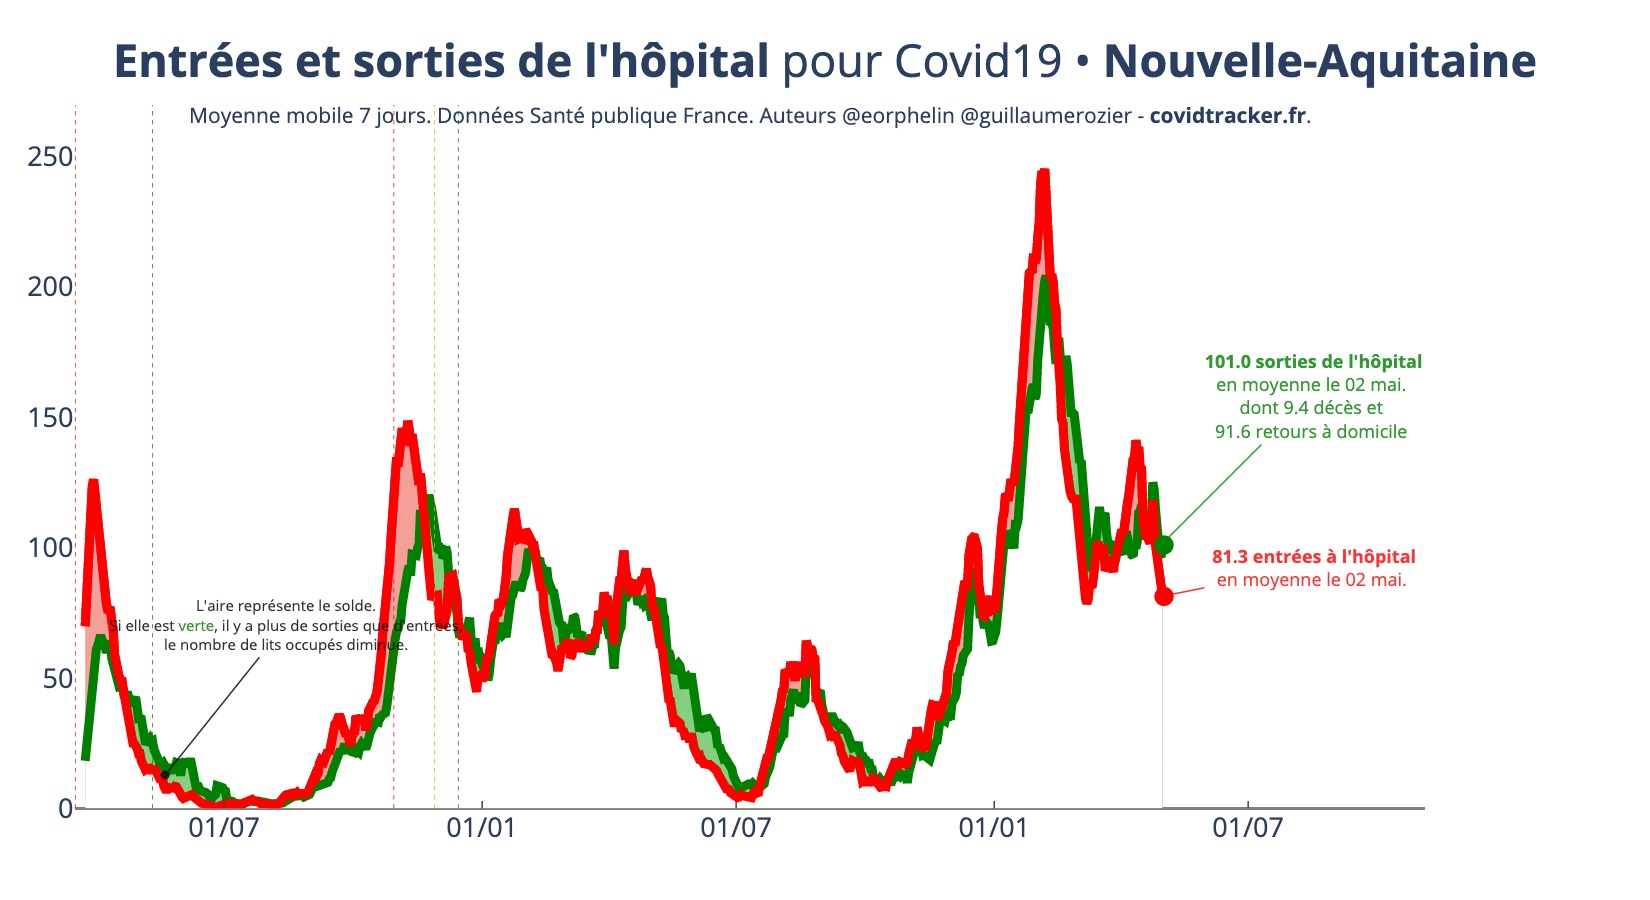 Entrées et sorties de l'hôpital pour Covid19 • Nouvelle-Aquitaine
Moyenne mobile 7 jours. Données Santé publique France. Auteurs @eorphelin @guillaumerozier - covidtracker.fr.
250
200
150
100
50
0
101.0 sorties de l'hôpital
en moyenne le 02 mai.
dont 9.4 décès et
91.6 retours à domicile
81.3 entrées à l'hôpital
en moyenne le 02 mai.
L'aire représente le solde.
Si elle est verte, il y a plus de sorties que d'entrées,
le nombre de lits occupés diminue.
01/07
01/01
01/07
01/01
01/07